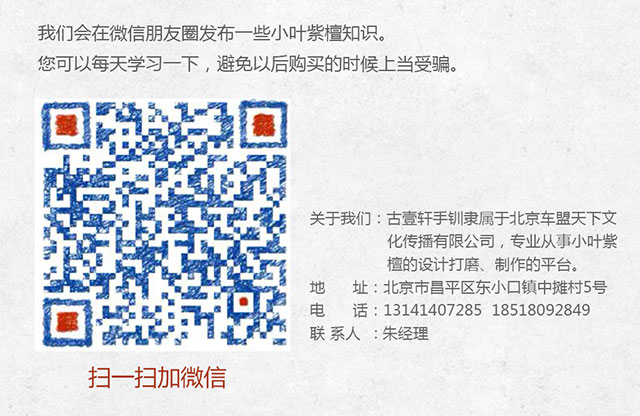 我们会在微信朋友圈发布一些小叶紫檀知识。
您可以每天学习一下，避免以后购买的时候上当受骗。
关于我们：古壹轩手钏隶属于北京车盟天下文
化传播有限公司，专业从事小叶紫
檀的设计打磨、制作的平台。
地 址：北京市昌平区东小口镇中摊村5号
电 话：13141407285 18518092849
联 系 人 ：朱经理
扫一扫加微信